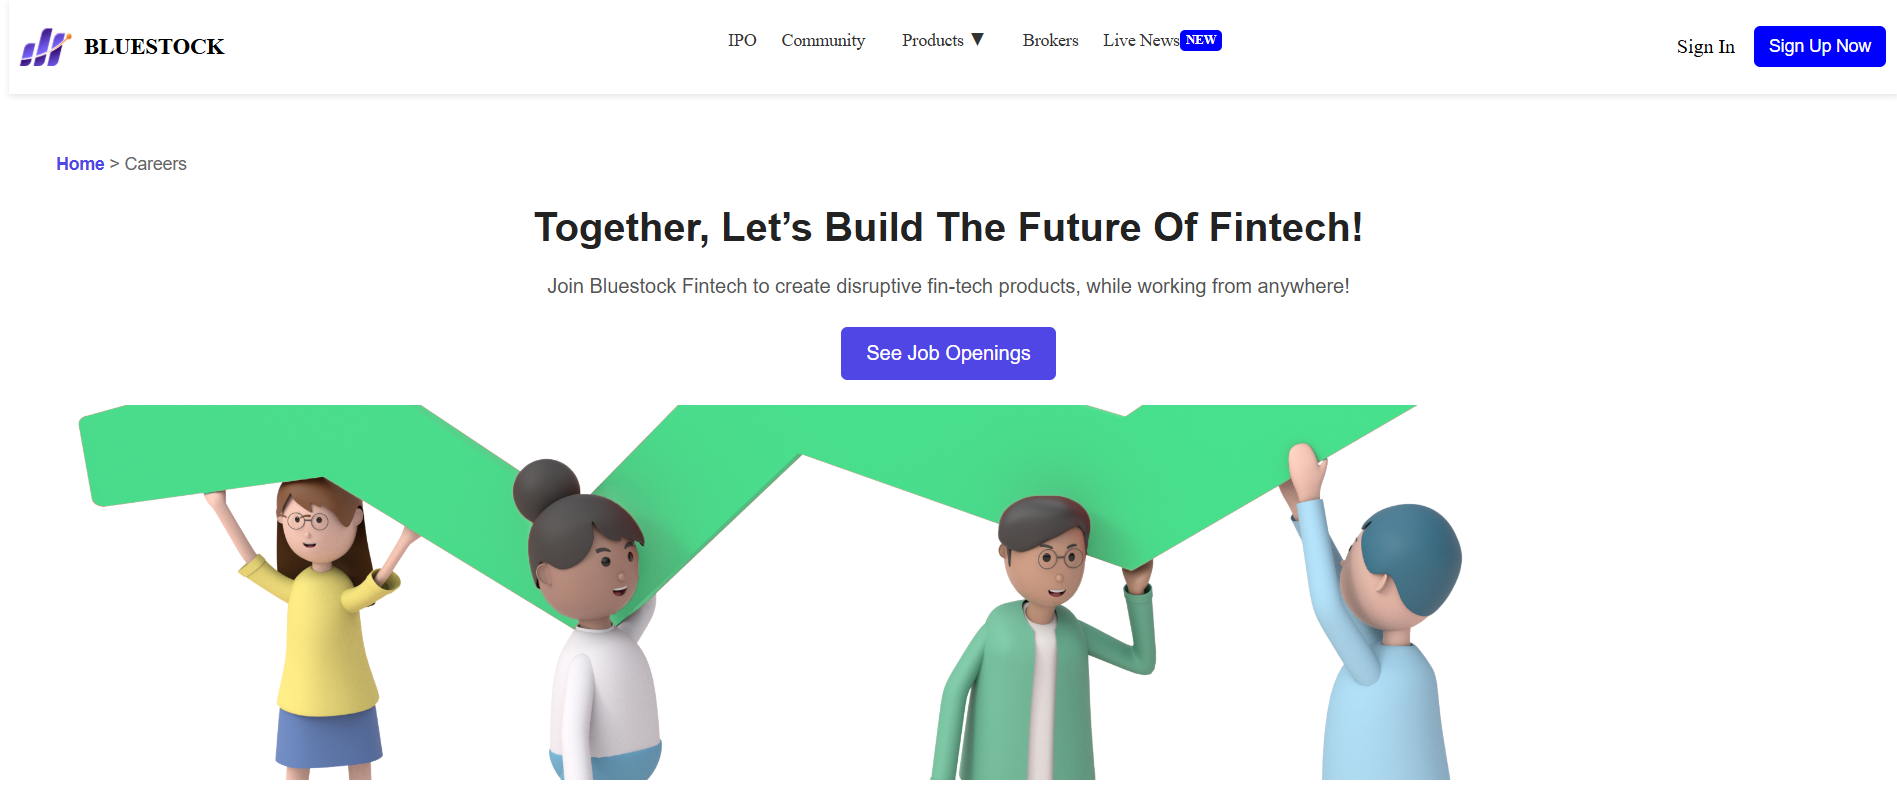 BLUESTOCK
IPO Community Products ▼ Brokers Live News NEW
Sign In Sign Up Now
Home > Careers
Together, Let’s Build The Future Of Fintech!
Join Bluestock Fintech to create disruptive fin-tech products, while working from anywhere!
See Job Openings